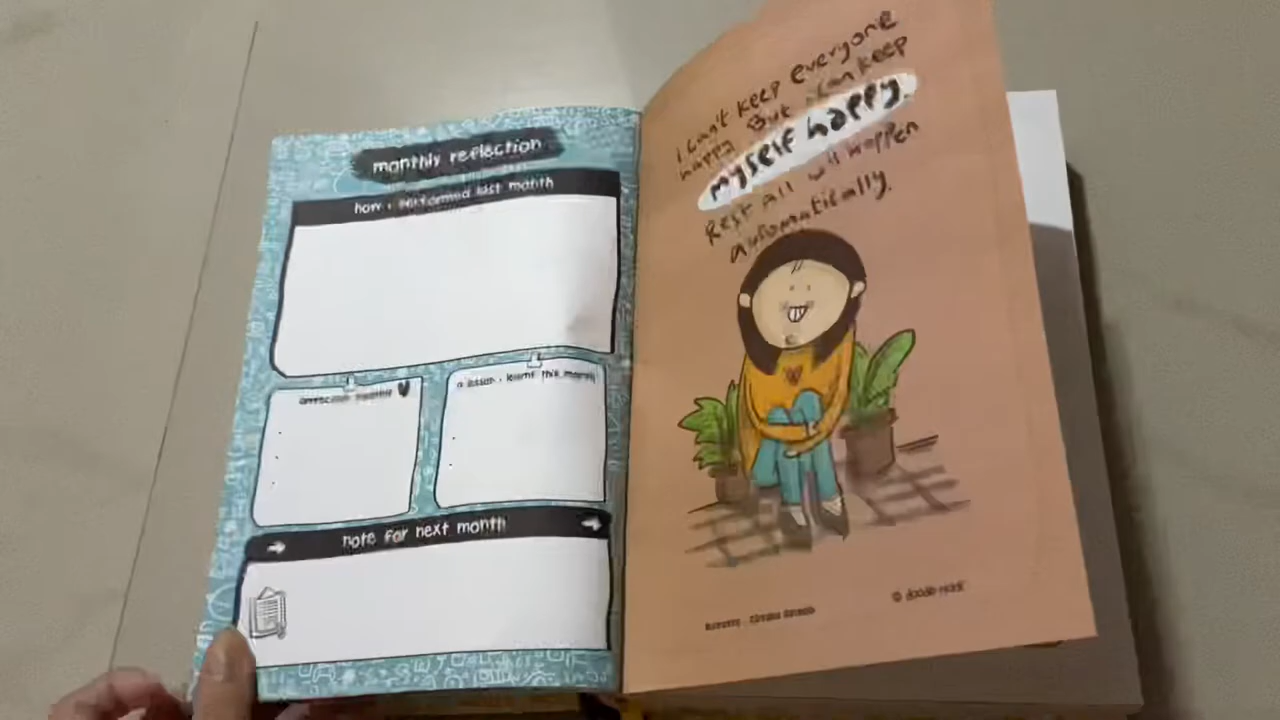 monthly reflection
how i performed last month
a lesson i learnt this month
note for next month
I can't keep everyone
happy But i can keep
myself happy.
Rest All will happen
automatically.